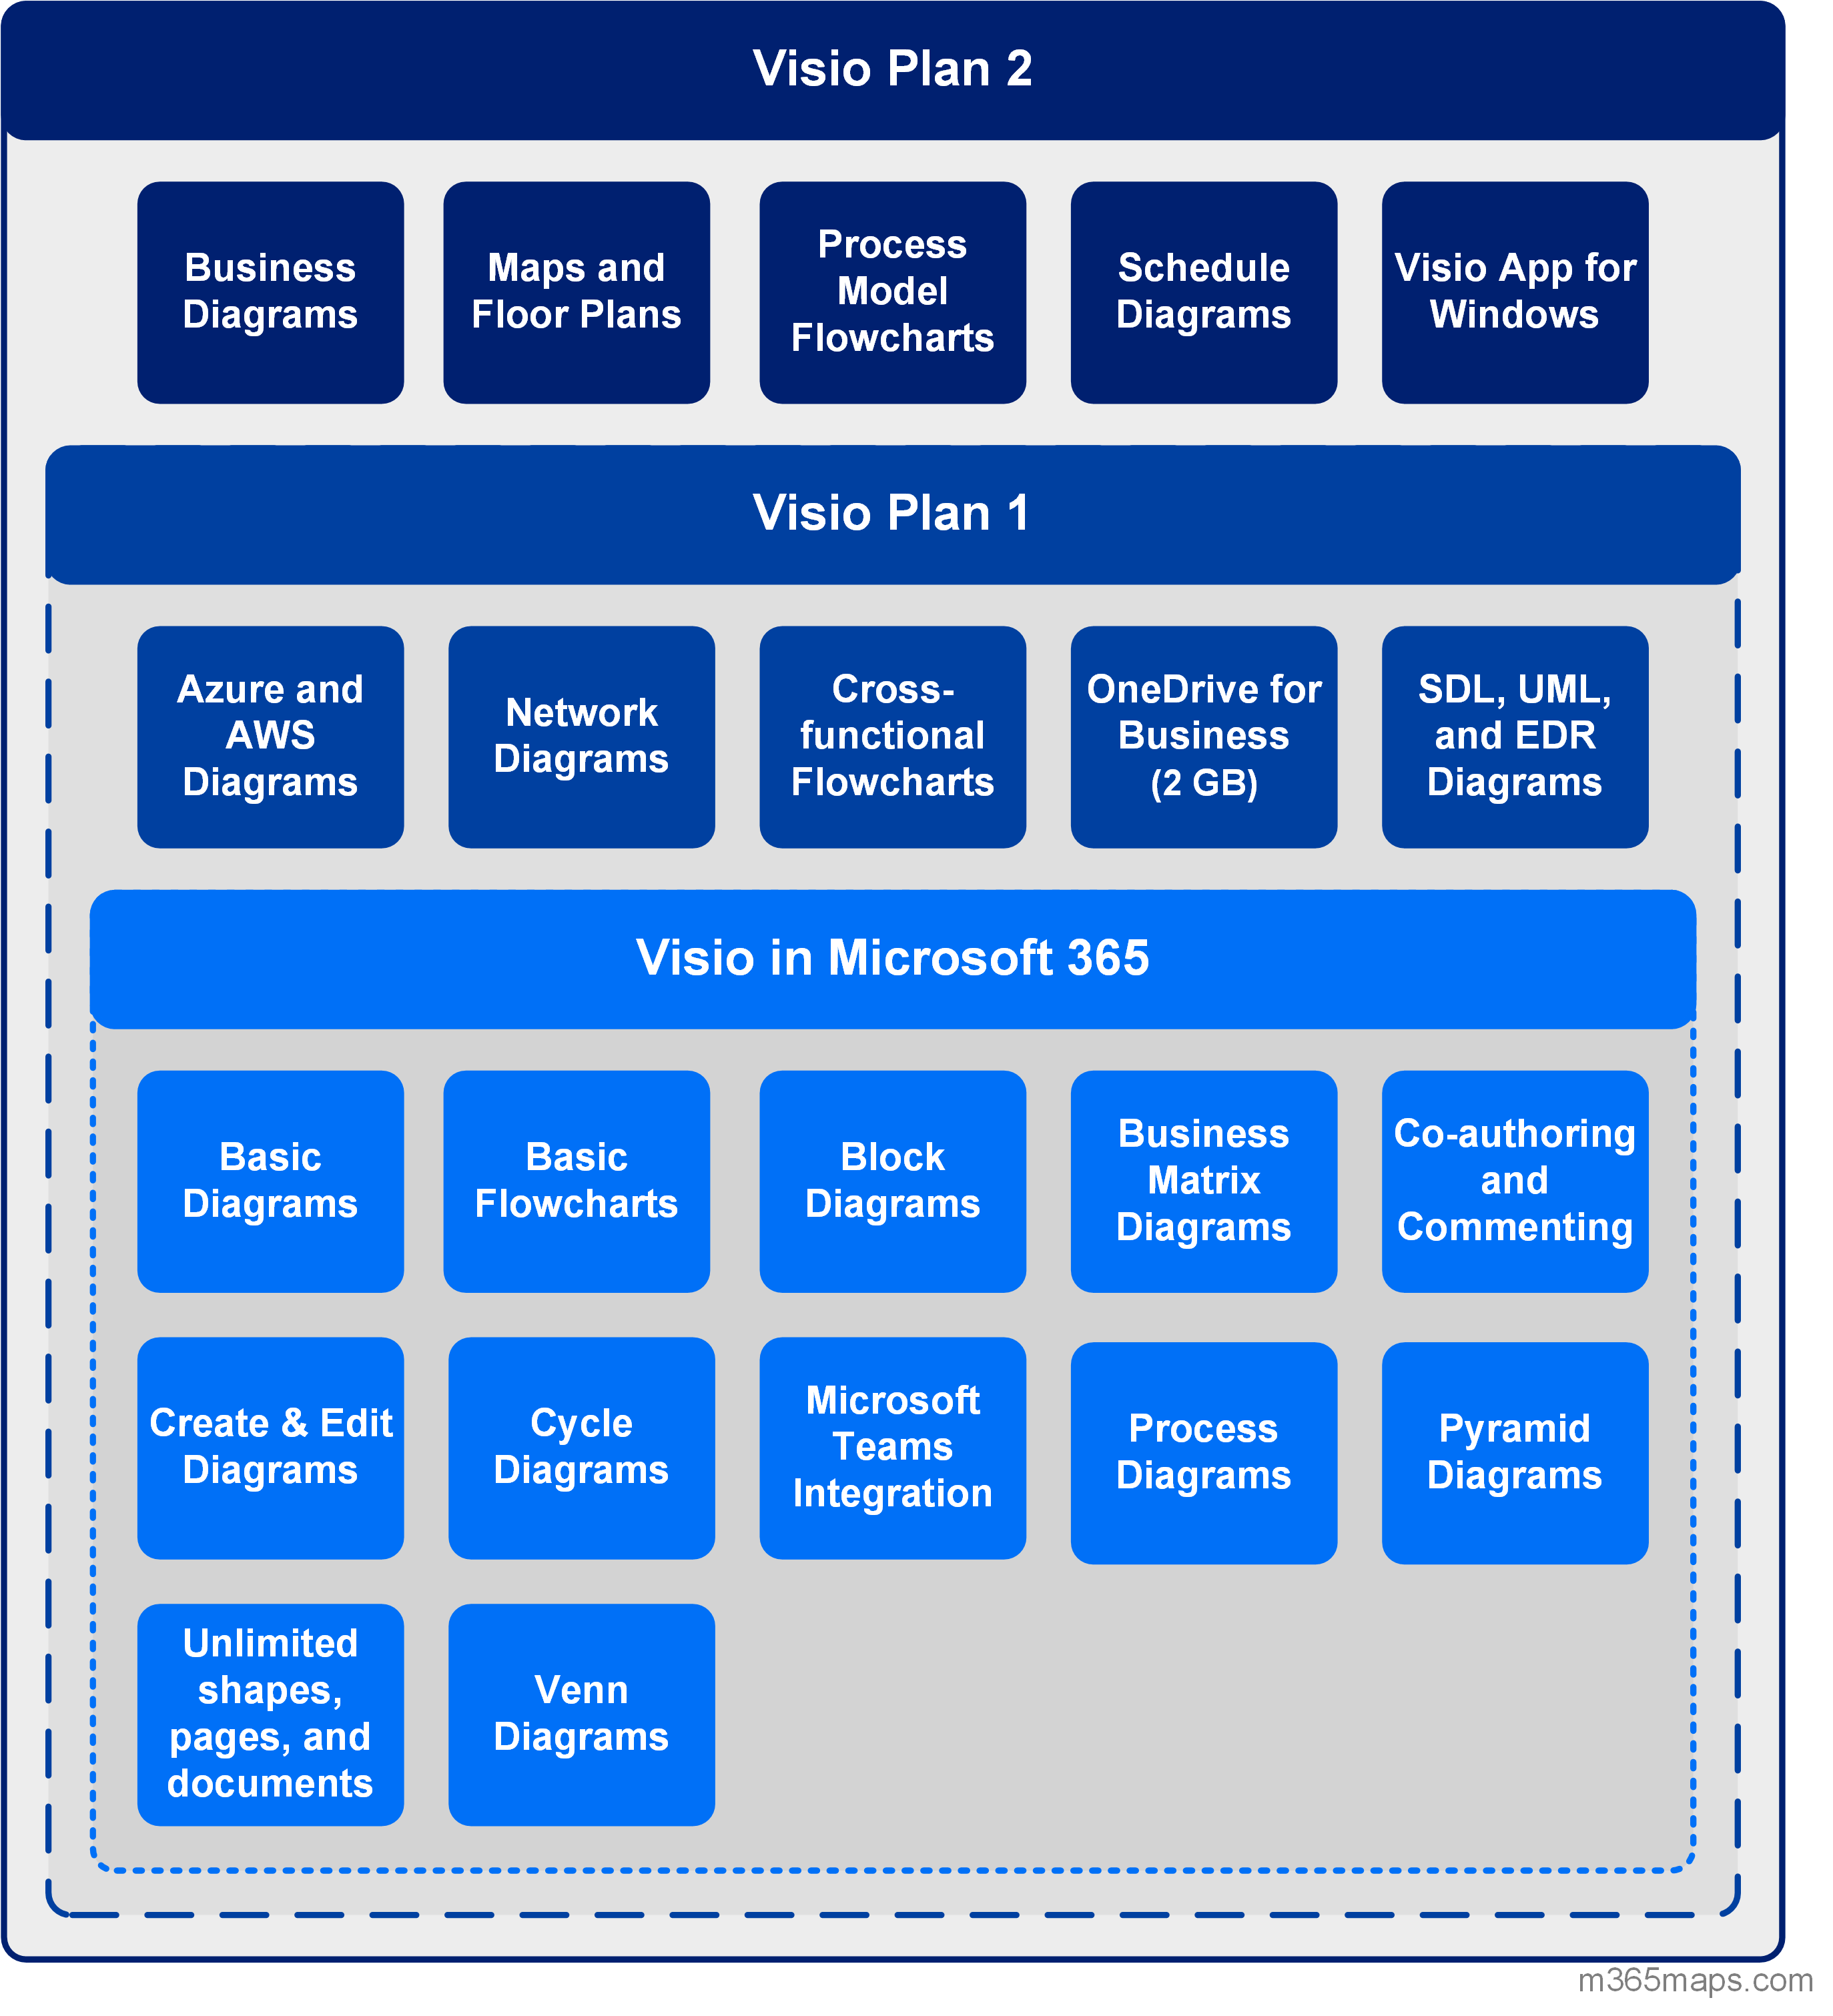 Visio Plan 2
Business
Diagrams
Maps and
Floor Plans
Process
Model
Flowcharts
Schedule
Diagrams
Visio App for
Windows
Visio Plan 1
Azure and
AWS
Diagrams
Network
Diagrams
Cross-
functional
Flowcharts
OneDrive for
Business
(2 GB)
SDL, UML,
and EDR
Diagrams
Visio in Microsoft 365
Basic
Diagrams
Basic
Flowcharts
Block
Diagrams
Business
Matrix
Diagrams
Co-authoring
and
Commenting
Create & Edit
Diagrams
Cycle
Diagrams
Microsoft
Teams
Integration
Process
Diagrams
Pyramid
Diagrams
Unlimited
shapes,
pages, and
documents
Venn
Diagrams
m365maps.com